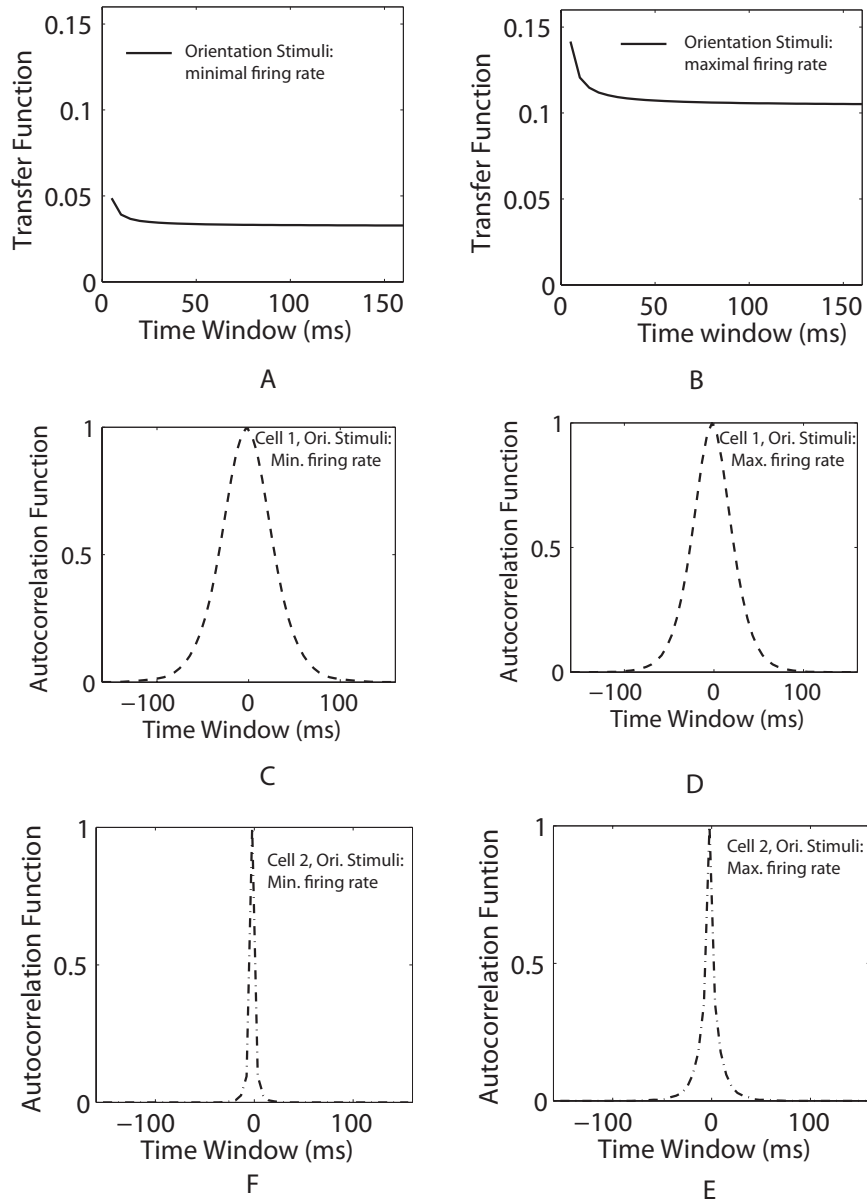 0.15
Orientation Stimuli:
minimal firing rate
0.1
0.05
0
Transfer Function
0 50 100 150
Time Window (ms)
A
0.15
Orientation Stimuli:
maximal firing rate
0.1
0.05
0
Transfer Function
0 50 100 150
Time window (ms)
B
1
Cell 1, Ori. Stimuli:
Min. firing rate
0.5
0
Autocorrelation Function
−100 0 100
Time Window (ms)
C
1
Cell 1, Ori. Stimuli:
Max. firing rate
0.5
0
Autocorrelation Function
−100 0 100
Time Window (ms)
D
1
Cell 2, Ori. Stimuli:
Min. firing rate
0.5
0
Autocorrelation Function
−100 0 100
Time Window (ms)
F
1
Cell 2, Ori. Stimuli:
Max. firing rate
0.5
0
Autocorrelation Funtion
−100 0 100
Time Window (ms)
E